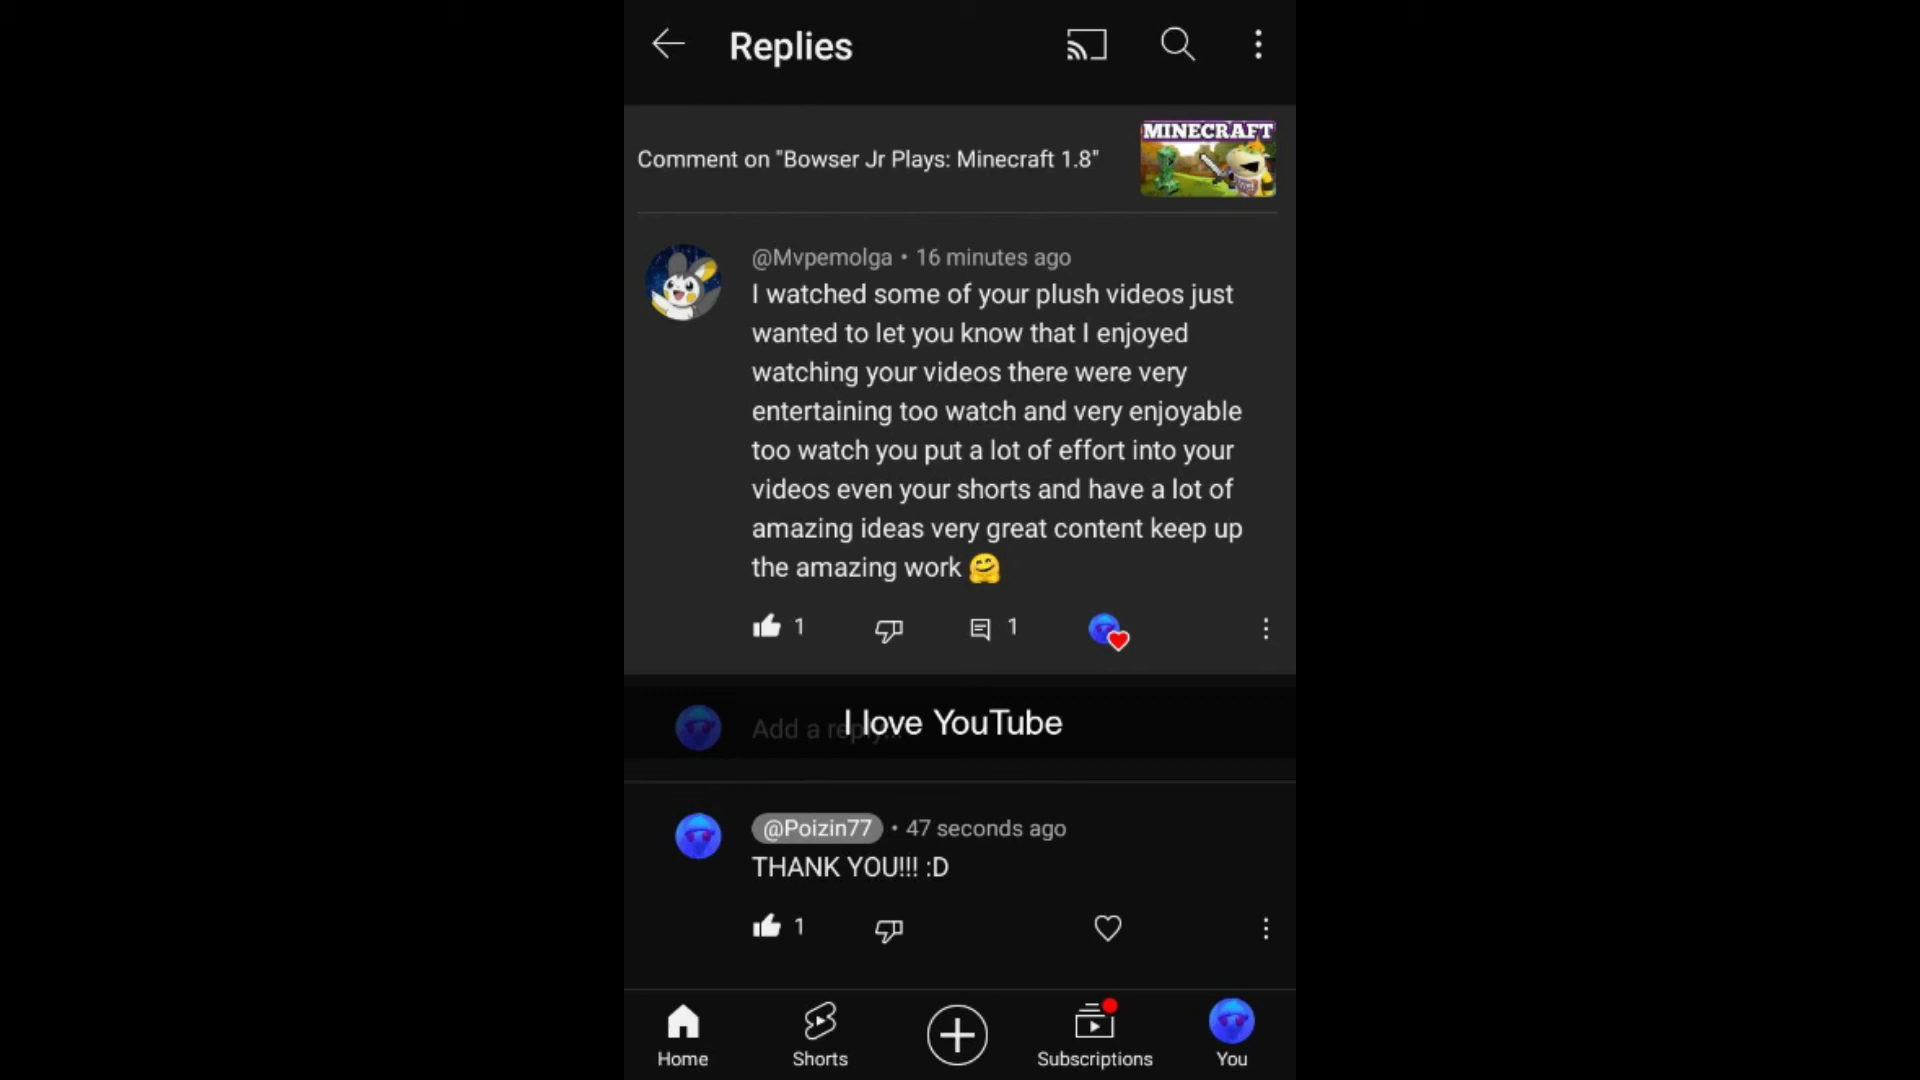 Replies
Comment on "Bowser Jr Plays: Minecraft 1.8"
MINECRAFT
@Mvpemolga • 16 minutes ago
I watched some of your plush videos just
wanted to let you know that I enjoyed
watching your videos there were very
entertaining too watch and very enjoyable
too watch you put a lot of effort into your
videos even your shorts and have a lot of
amazing ideas very great content keep up
the amazing work 🤗
1 1
Add a reply...
I love YouTube
@Poizin77 • 47 seconds ago
THANK YOU!!! :D
1
Home Shorts Subscriptions You